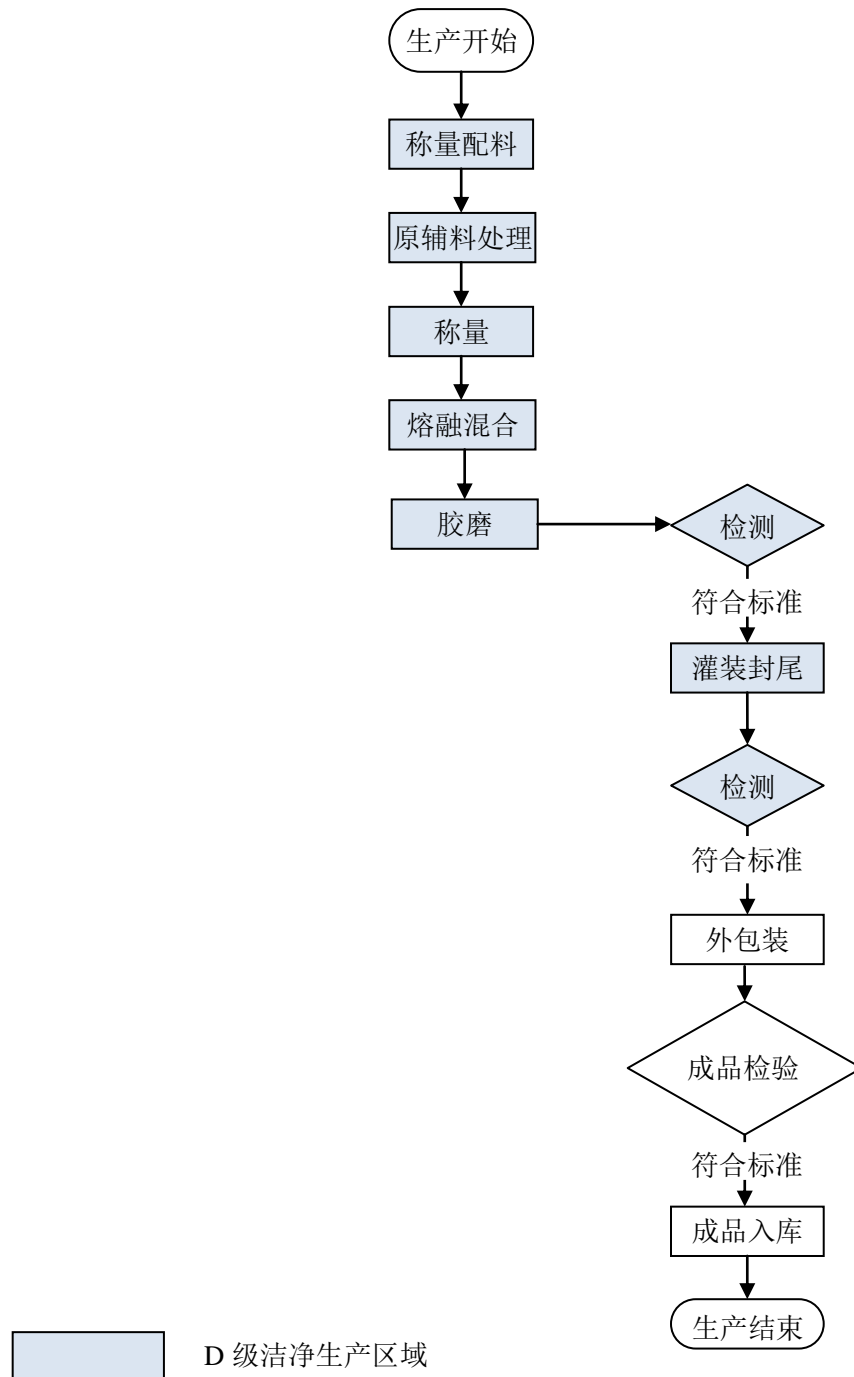 生产开始
称量配料
原辅料处理
称量
熔融混合
胶磨
检测
符合标准
灌装封尾
检测
符合标准
外包装
成品检验
符合标准
成品入库
生产结束
D 级洁净生产区域